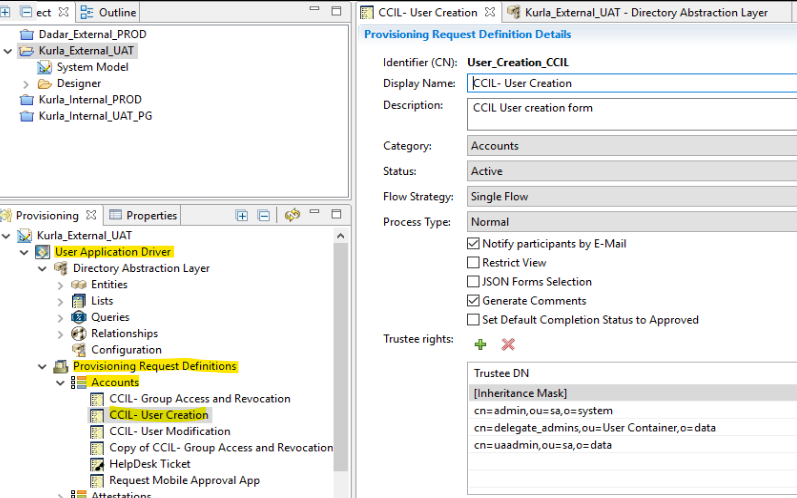 ect
Outline
Dadar_External_PROD
Kurla_External_UAT
System Model
Designer
Kurla_Internal_PROD
Kurla_Internal_UAT_PG
Provisioning
Properties
Kurla_External_UAT
User Application Driver
Directory Abstraction Layer
Entities
Lists
Queries
Relationships
Configuration
Provisioning Request Definitions
Accounts
CCIL- Group Access and Revocation
CCIL- User Creation
CCIL- User Modification
Copy of CCIL- Group Access and Revocation
HelpDesk Ticket
Request Mobile Approval App
Attestations
CCIL- User Creation
Kurla_External_UAT - Directory Abstraction Layer
Provisioning Request Definition Details
Identifier (CN): User_Creation_CCIL
Display Name: CCIL- User Creation
Description: CCIL User creation form
Category: Accounts
Status: Active
Flow Strategy: Single Flow
Process Type: Normal
Notify participants by E-Mail
Restrict View
JSON Forms Selection
Generate Comments
Set Default Completion Status to Approved
Trustee rights:
Trustee DN
[Inheritance Mask]
cn=admin,ou=sa,o=system
cn=delegate_admins,ou=User Container,o=data
cn=uaadmin,ou=sa,o=data